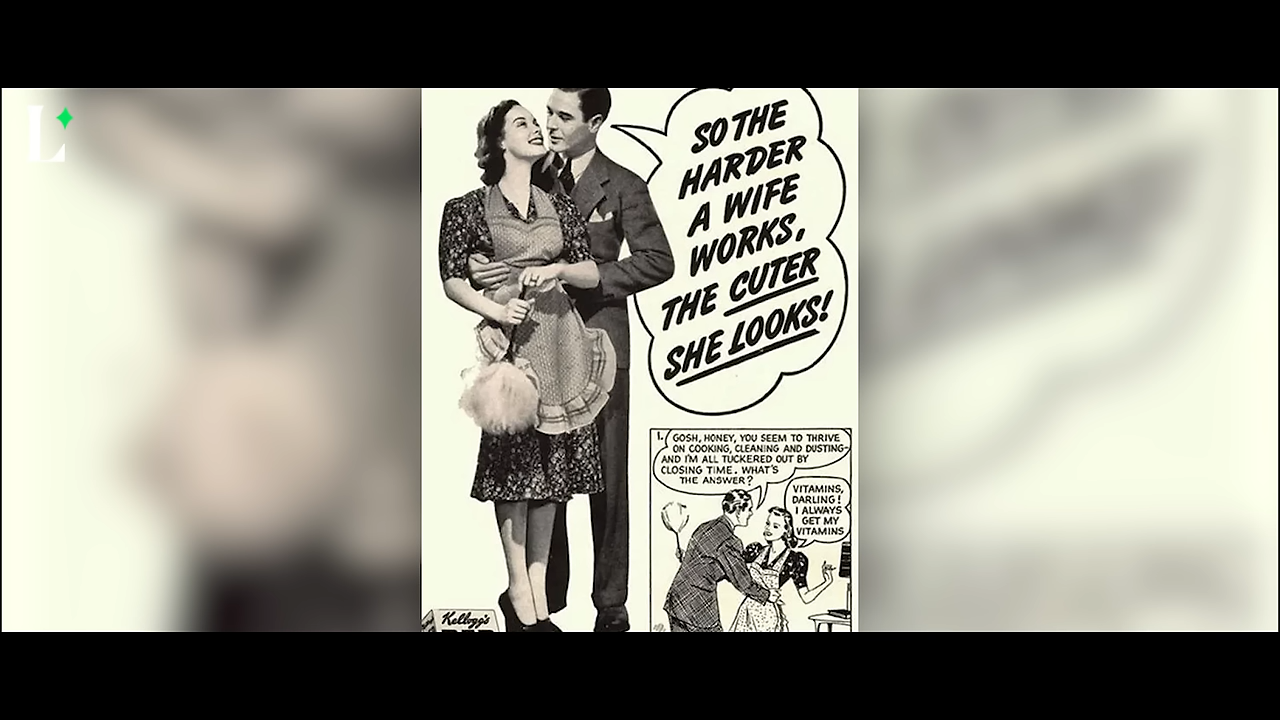 L
SO THE
HARDER
A WIFE
WORKS,
THE CUTER
SHE LOOKS!
1. GOSH, HONEY, YOU SEEM TO THRIVE
ON COOKING, CLEANING AND DUSTING-
AND I'M ALL TUCKERED OUT BY
CLOSING TIME. WHAT'S
THE ANSWER?
VITAMINS,
DARLING!
I ALWAYS
GET MY
VITAMINS
Kellogg's